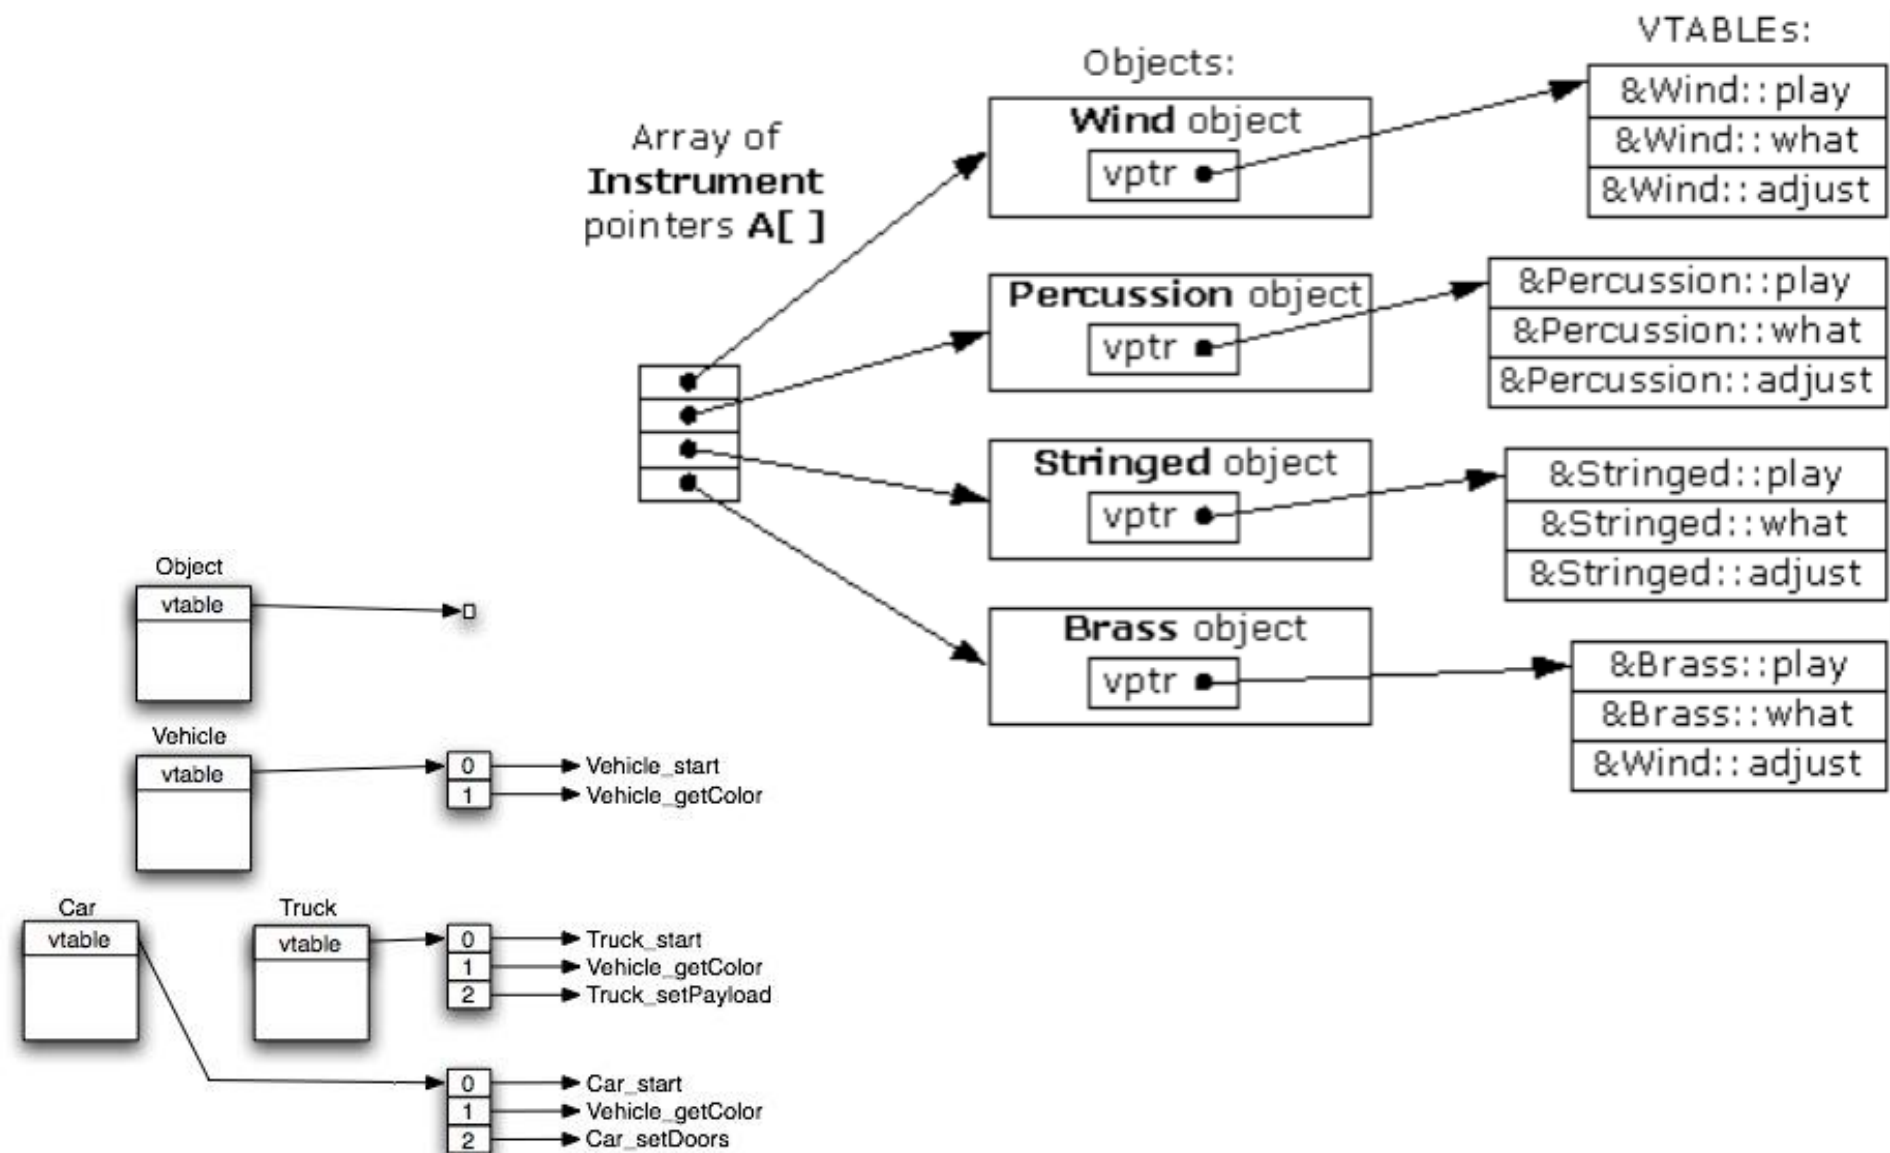 Array of
Instrument
pointers A[ ]
Objects:
Wind object
vptr
Percussion object
vptr
Stringed object
vptr
Brass object
vptr
VTABLEs:
&Wind::play
&Wind::what
&Wind::adjust
&Percussion::play
&Percussion::what
&Percussion::adjust
&Stringed::play
&Stringed::what
&Stringed::adjust
&Brass::play
&Brass::what
&Wind::adjust
Object
vtable
Vehicle
vtable
0 Vehicle_start
1 Vehicle_getColor
Car
vtable
Truck
vtable
0 Truck_start
1 Vehicle_getColor
2 Truck_setPayload
0 Car_start
1 Vehicle_getColor
2 Car_setDoors